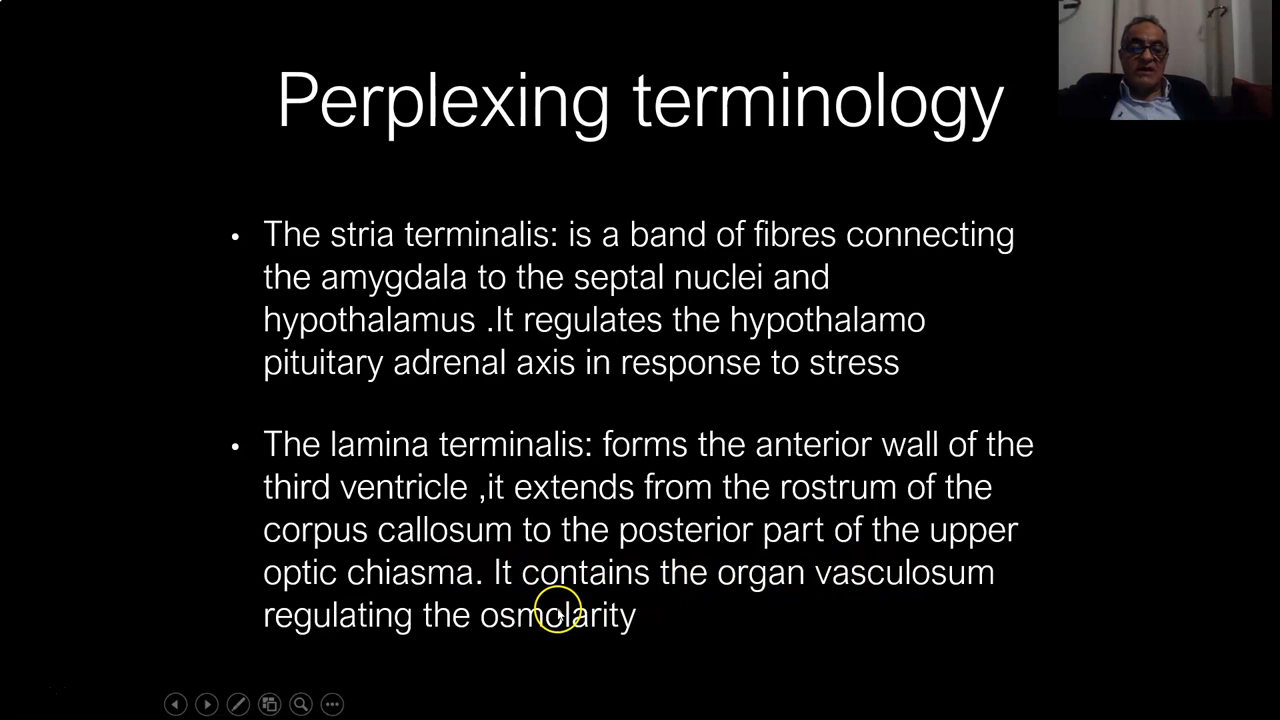 Perplexing terminology
• The stria terminalis: is a band of fibres connecting
the amygdala to the septal nuclei and
hypothalamus .It regulates the hypothalamo
pituitary adrenal axis in response to stress
• The lamina terminalis: forms the anterior wall of the
third ventricle ,it extends from the rostrum of the
corpus callosum to the posterior part of the upper
optic chiasma. It contains the organ vasculosum
regulating the osmolarity